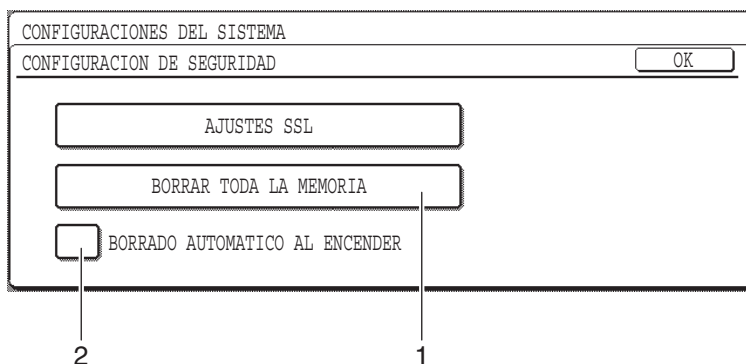 CONFIGURACIONES DEL SISTEMA
CONFIGURACION DE SEGURIDAD
OK
AJUSTES SSL
BORRAR TODA LA MEMORIA
BORRADO AUTOMATICO AL ENCENDER
2
1